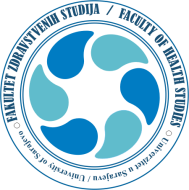 FAKULTET ZDRAVSTVENIH STUDIJA / FACULTY OF HEALTH STUDIES
Univerzitet u Sarajevu / University of Sarajevo